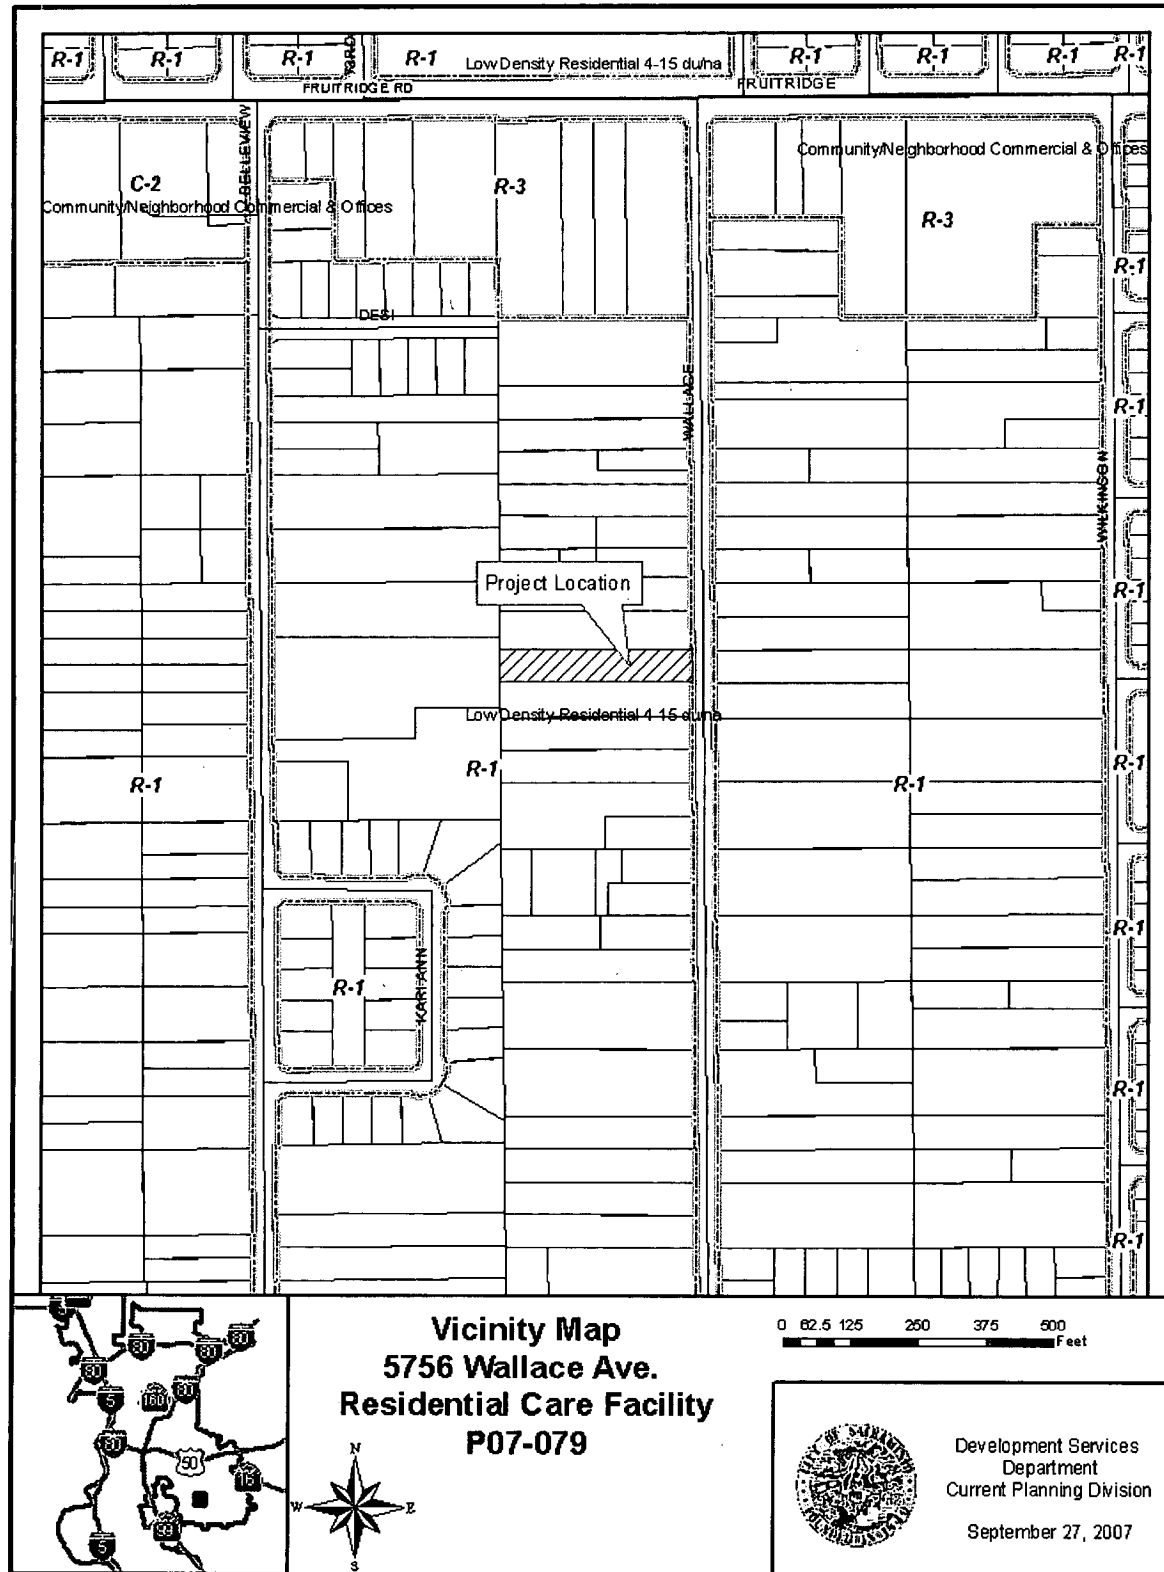 R-1 R-1 R-1 R-1 R-1 R-1 R-1 R-1
Low Density Residential 4-15 du/na
FRUITRIDGE RD
FRUITRIDGE
BELLEVIEW
Community/Neighborhood Commercial & Offices
C-2
R-3
Community/Neighborhood Commercial & Offices
R-3
R-1
DESI
WALLACE
R-1
WILKINSON
Project Location
R-1
Low Density Residential 4-15 du/na
R-1
R-1
R-1
R-1
R-1
R-1
KARI ANN
R-1
R-1
Vicinity Map
5756 Wallace Ave.
Residential Care Facility
P07-079
0 62.5 125 250 375 500
Feet
80
80
80
80
80
5
160
80
50
16
99
5
N
W E
S
CITY OF SACRAMENTO
Development Services
Department
Current Planning Division
September 27, 2007